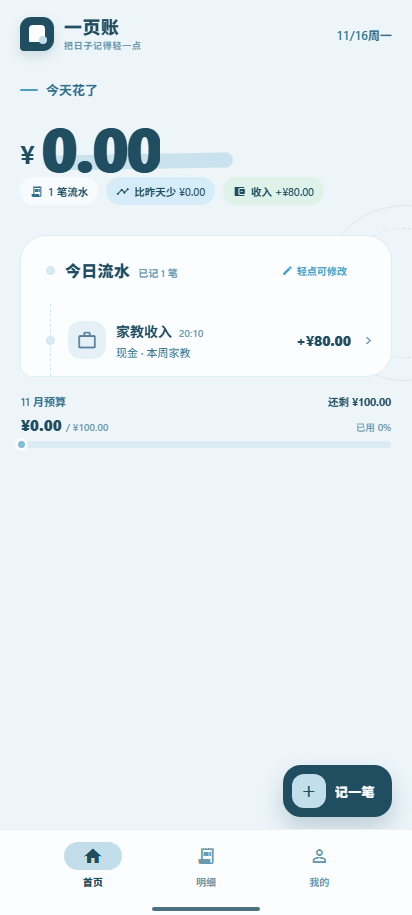 一页账
把日子记得轻一点
11/16周一
今天花了
¥ 0.00
1 笔流水
比昨天少 ¥0.00
收入 +¥80.00
今日流水 已记 1 笔
轻点可修改
家教收入 20:10
现金 · 本周家教
+¥80.00
11 月预算
还剩 ¥100.00
¥0.00 / ¥100.00
已用 0%
记一笔
首页
明细
我的